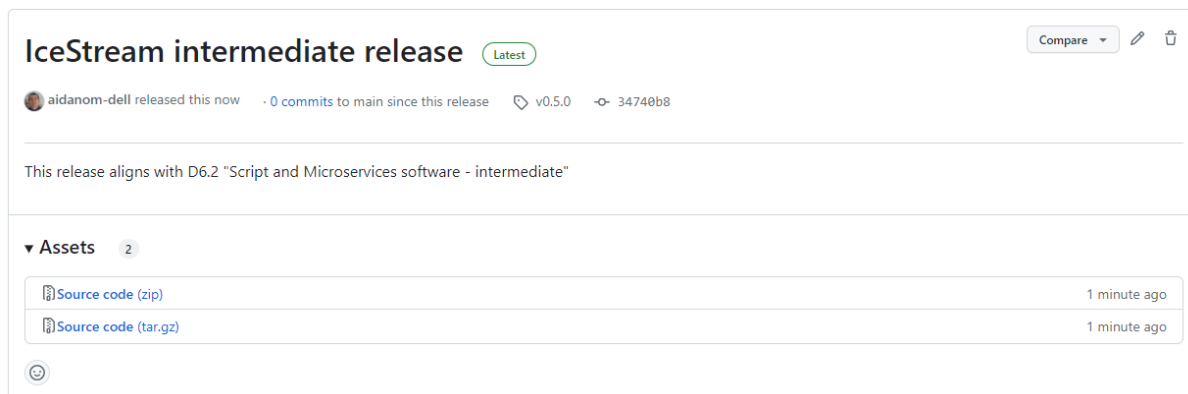 IceStream intermediate release Latest Compare
aidanom-dell released this now · 0 commits to main since this release v0.5.0 34740b8
This release aligns with D6.2 "Script and Microservices software - intermediate"
Assets 2
Source code (zip) 1 minute ago
Source code (tar.gz) 1 minute ago